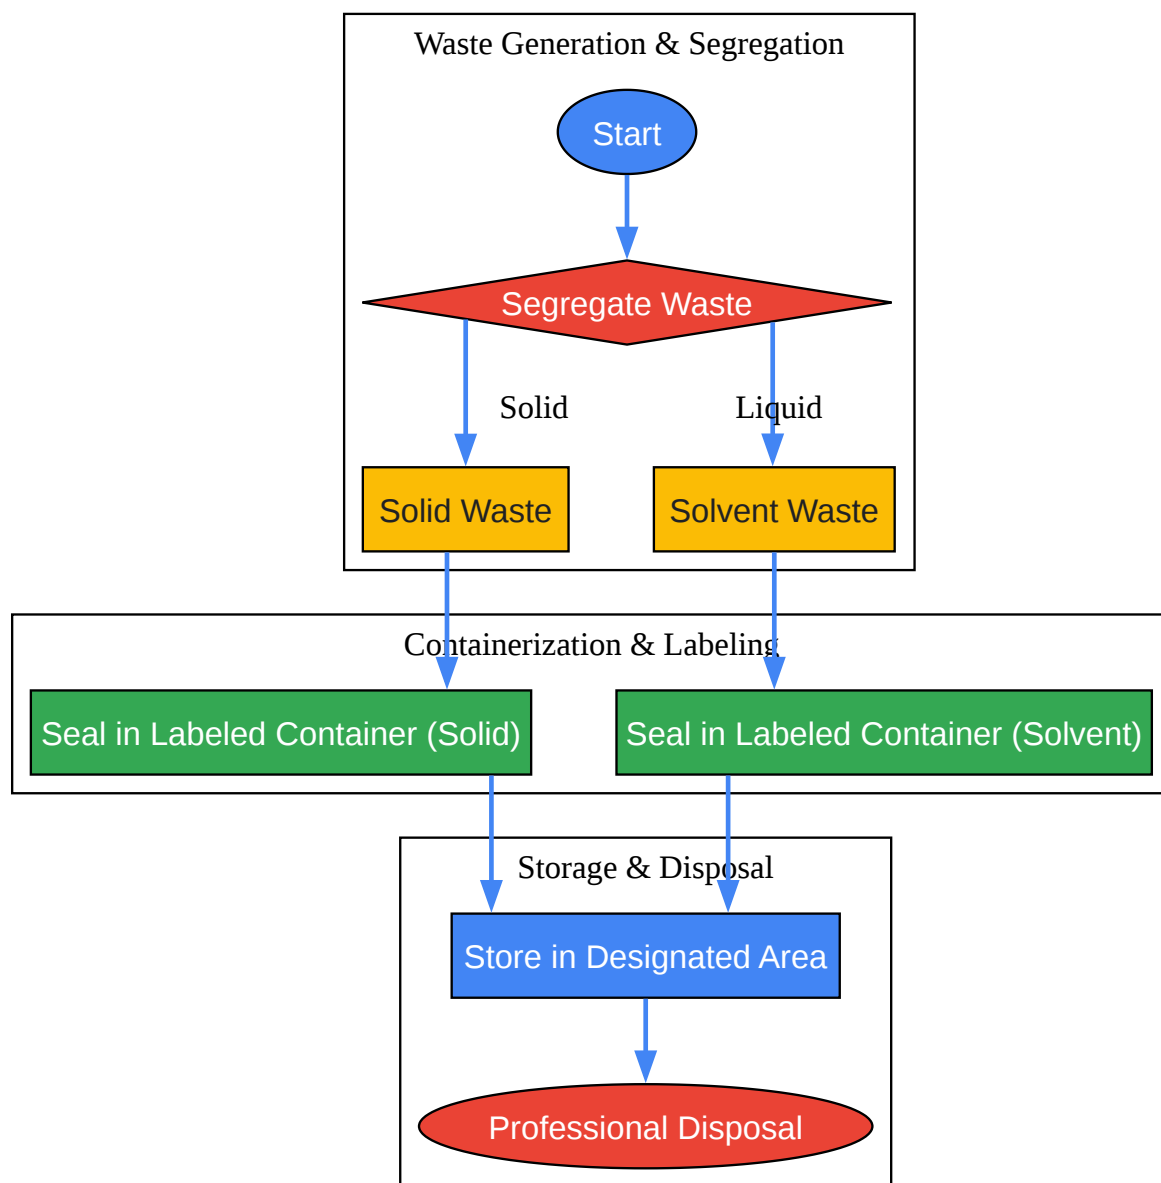 Waste Generation & Segregation
Start
Segregate Waste
Solid
Liquid
Solid Waste
Solvent Waste
Containerization & Labeling
Seal in Labeled Container (Solid)
Seal in Labeled Container (Solvent)
Storage & Disposal
Store in Designated Area
Professional Disposal